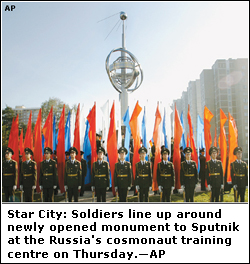 AP
Star City: Soldiers line up around
newly opened monument to Sputnik
at the Russia's cosmonaut training
centre on Thursday.—AP